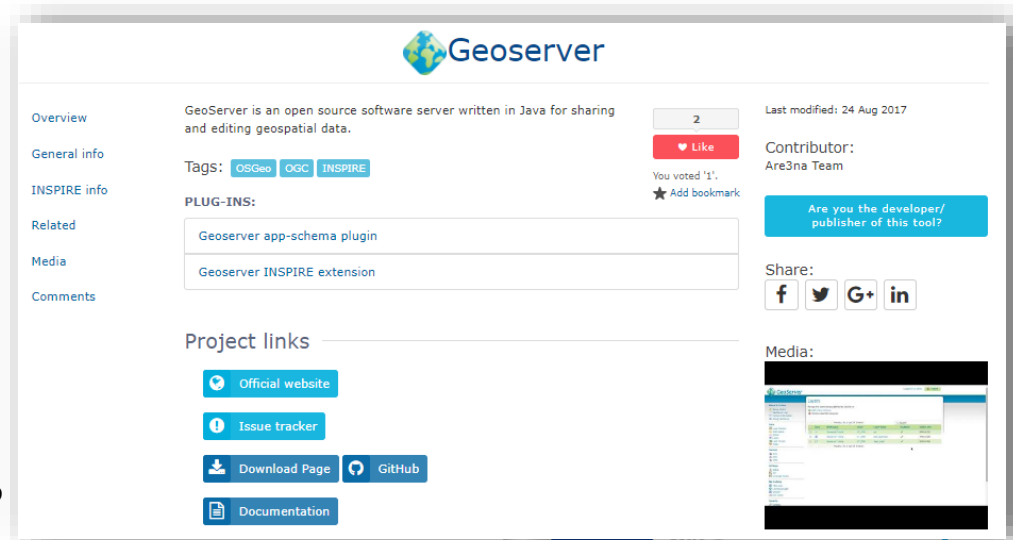 Geoserver
Overview
General info
INSPIRE info
Related
Media
Comments
GeoServer is an open source software server written in Java for sharing
and editing geospatial data.
Tags: OSGeo OGC INSPIRE
PLUG-INS:
Geoserver app-schema plugin
Geoserver INSPIRE extension
2
Like
You voted '1'.
Add bookmark
Project links
Official website
Issue tracker
Download Page GitHub
Documentation
Last modified: 24 Aug 2017
Contributor:
Are3na Team
Are you the developer/
publisher of this tool?
Share:
f G+ in
Media:
GeoServer